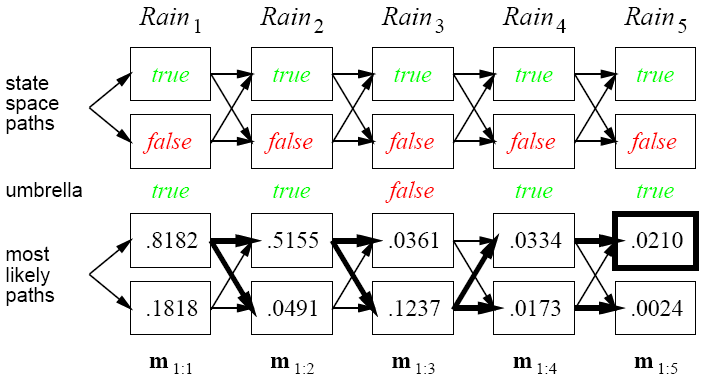 Rain1 Rain2 Rain3 Rain4 Rain5
state space paths
true true true true true
false false false false false
umbrella true true false true true
most likely paths
.8182 .5155 .0361 .0334 .0210
.1818 .0491 .1237 .0173 .0024
m1:1 m1:2 m1:3 m1:4 m1:5